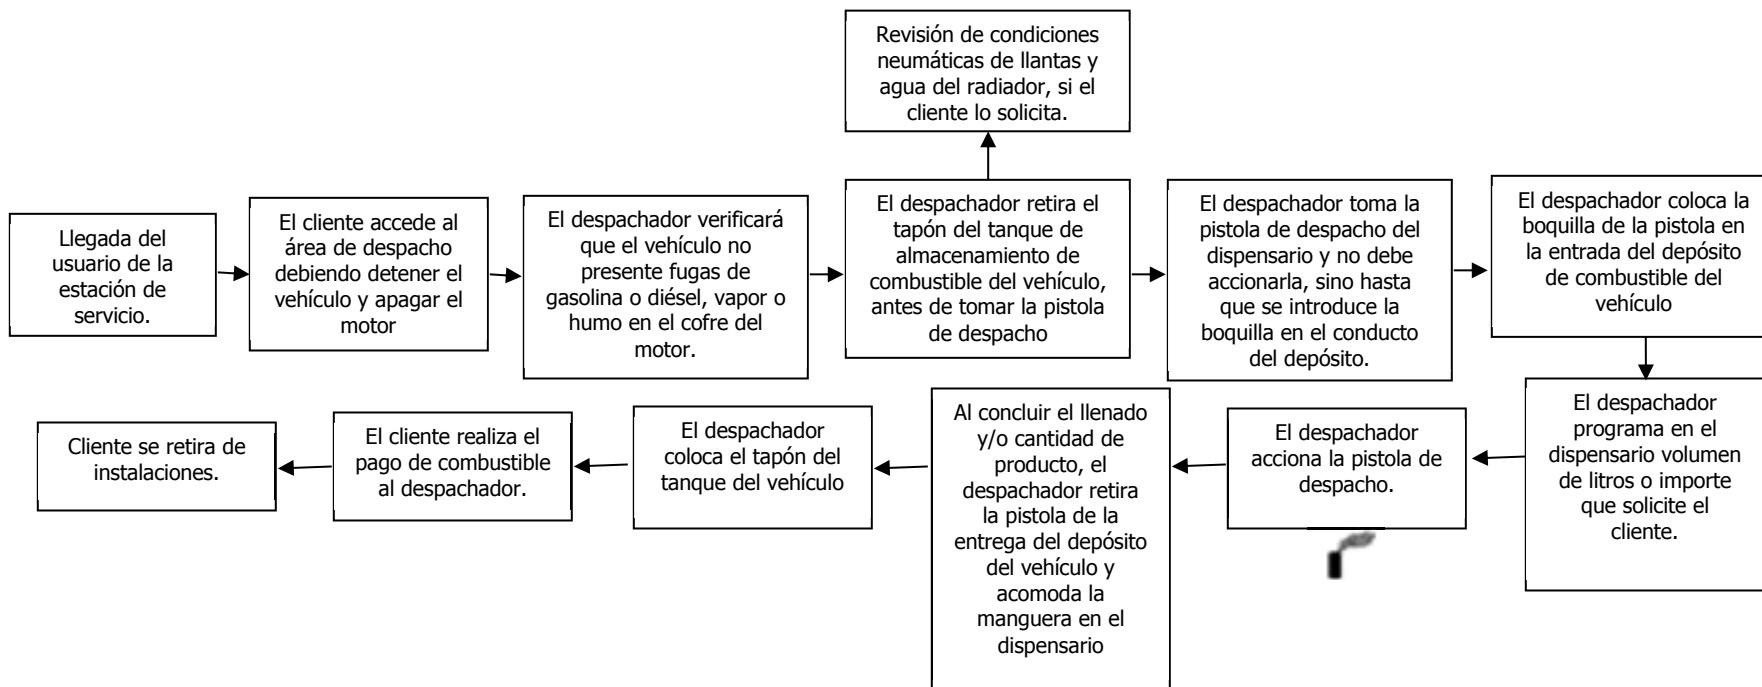 Llegada del
usuario de la
estación de
servicio.
El cliente accede al
área de despacho
debiendo detener el
vehículo y apagar el
motor
El despachador verificará
que el vehículo no
presente fugas de
gasolina o diésel, vapor o
humo en el cofre del
motor.
El despachador retira el
tapón del tanque de
almacenamiento de
combustible del vehículo,
antes de tomar la pistola
de despacho
Revisión de condiciones
neumáticas de llantas y
agua del radiador, si el
cliente lo solicita.
El despachador toma la
pistola de despacho del
dispensario y no debe
accionarla, sino hasta
que se introduce la
boquilla en el conducto
del depósito.
El despachador coloca la
boquilla de la pistola en
la entrada del depósito
de combustible del
vehículo
El despachador
programa en el
dispensario volumen
de litros o importe
que solicite el
cliente.
El despachador
acciona la pistola de
despacho.
Al concluir el llenado
y/o cantidad de
producto, el
despachador retira
la pistola de la
entrega del depósito
del vehículo y
acomoda la
manguera en el
dispensario
El despachador
coloca el tapón del
tanque del vehículo
El cliente realiza el
pago de combustible
al despachador.
Cliente se retira de
instalaciones.